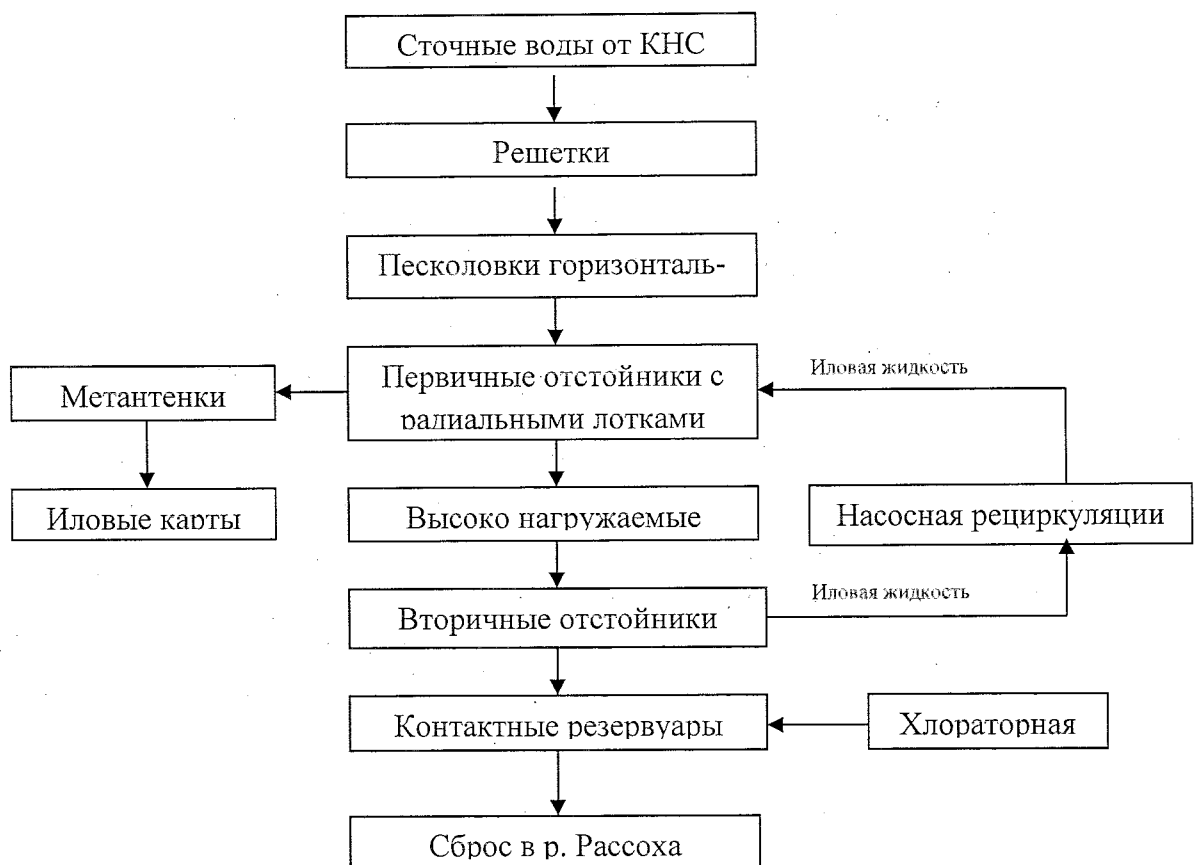 Сточные воды от КНС
Решетки
Песколовки горизонталь-
Первичные отстойники с
радиальными лотками
Иловая жидкость
Метантенки
Иловые карты
Высоко нагружаемые
Насосная рециркуляции
Вторичные отстойники
Иловая жидкость
Контактные резервуары
Хлораторная
Сброс в р. Рассоха